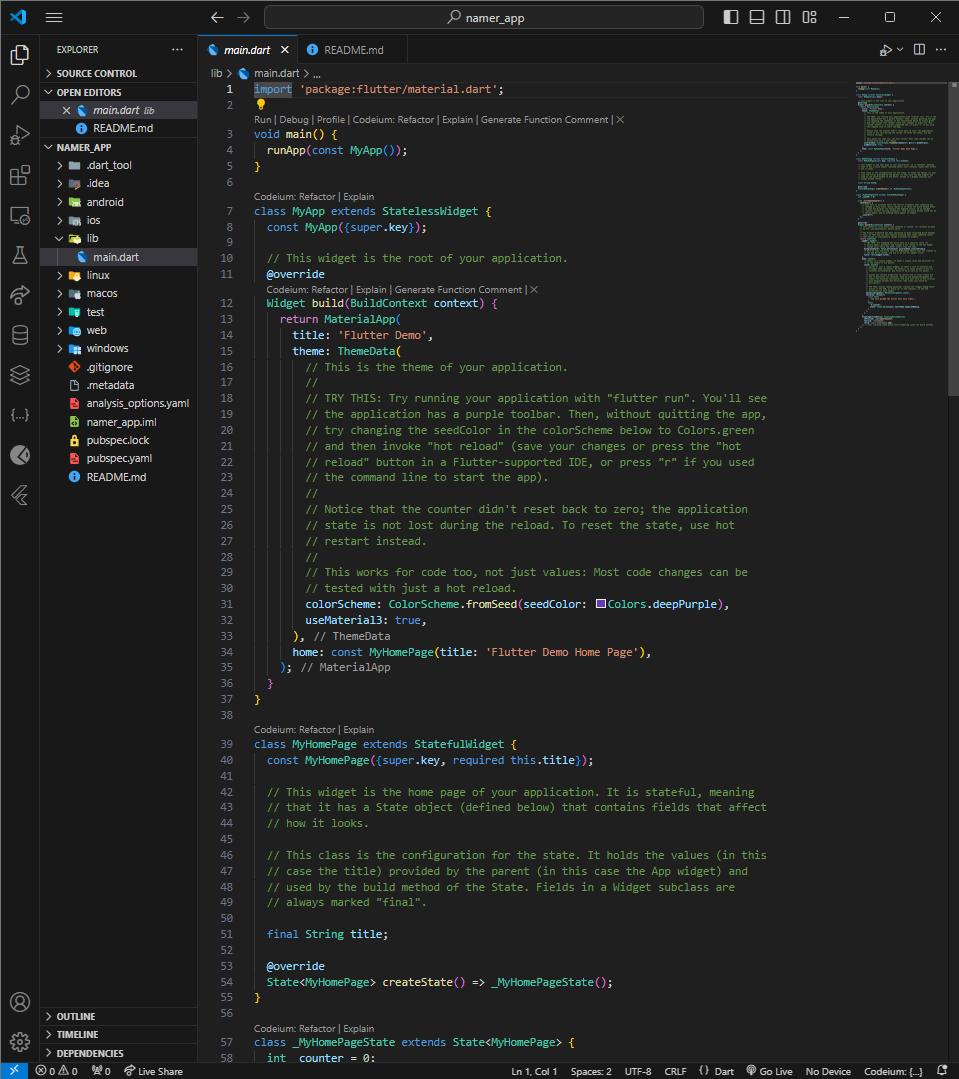 namer_app
EXPLORER
SOURCE CONTROL
OPEN EDITORS
main.dart lib
README.md
NAMER_APP
.dart_tool
.idea
android
ios
lib
main.dart
linux
macos
test
web
windows
.gitignore
.metadata
analysis_options.yaml
namer_app.iml
pubspec.lock
pubspec.yaml
README.md
OUTLINE
TIMELINE
DEPENDENCIES
main.dart
README.md
lib > main.dart > ...
1 import 'package:flutter/material.dart';
2
Run | Debug | Profile | Codeium: Refactor | Explain | Generate Function Comment | X
3 void main() {
4 runApp(const MyApp());
5 }
6
Codeium: Refactor | Explain
7 class MyApp extends StatelessWidget {
8 const MyApp({super.key});
9
10 // This widget is the root of your application.
11 @override
Codeium: Refactor | Explain | Generate Function Comment | X
12 Widget build(BuildContext context) {
13 return MaterialApp(
14 title: 'Flutter Demo',
15 theme: ThemeData(
16 // This is the theme of your application.
17 //
18 // TRY THIS: Try running your application with "flutter run". You'll see
19 // the application has a purple toolbar. Then, without quitting the app,
20 // try changing the seedColor in the colorScheme below to Colors.green
21 // and then invoke "hot reload" (save your changes or press the "hot
22 // reload" button in a Flutter-supported IDE, or press "r" if you used
23 // the command line to start the app).
24 //
25 // Notice that the counter didn't reset back to zero; the application
26 // state is not lost during the reload. To reset the state, use hot
27 // restart instead.
28 //
29 // This works for code too, not just values: Most code changes can be
30 // tested with just a hot reload.
31 colorScheme: ColorScheme.fromSeed(seedColor: Colors.deepPurple),
32 useMaterial3: true,
33 ), // ThemeData
34 home: const MyHomePage(title: 'Flutter Demo Home Page'),
35 ); // MaterialApp
36 }
37 }
38
Codeium: Refactor | Explain
39 class MyHomePage extends StatefulWidget {
40 const MyHomePage({super.key, required this.title});
41
42 // This widget is the home page of your application. It is stateful, meaning
43 // that it has a State object (defined below) that contains fields that affect
44 // how it looks.
45
46 // This class is the configuration for the state. It holds the values (in this
47 // case the title) provided by the parent (in this case the App widget) and
48 // used by the build method of the State. Fields in a Widget subclass are
49 // always marked "final".
50
51 final String title;
52
53 @override
54 State<MyHomePage> createState() => _MyHomePageState();
55 }
56
Codeium: Refactor | Explain
57 class _MyHomePageState extends State<MyHomePage> {
58 int _counter = 0;
0 0 0 Live Share Ln 1, Col 1 Spaces: 2 UTF-8 CRLF {} Dart Go Live No Device Codeium: {...}